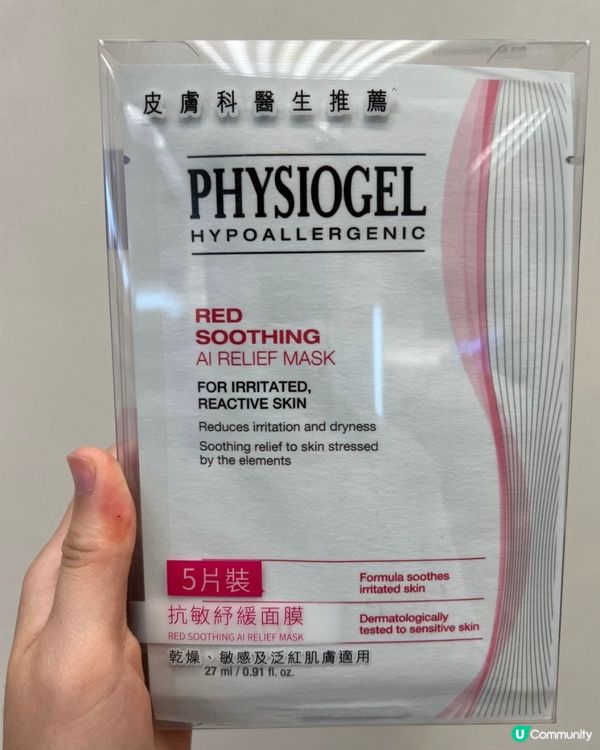 皮膚科醫生推薦^
PHYSIOGEL
HYPOALLERGENIC
RED
SOOTHING
AI RELIEF MASK
FOR IRRITATED,
REACTIVE SKIN
Reduces irritation and dryness
Soothing relief to skin stressed
by the elements
5片裝
抗敏紓緩面膜
RED SOOTHING AI RELIEF MASK
乾燥、敏感及泛紅肌膚適用
27 ml / 0.91 fl. oz.
Formula soothes
irritated skin
Dermatologically
tested to sensitive skin
U Community